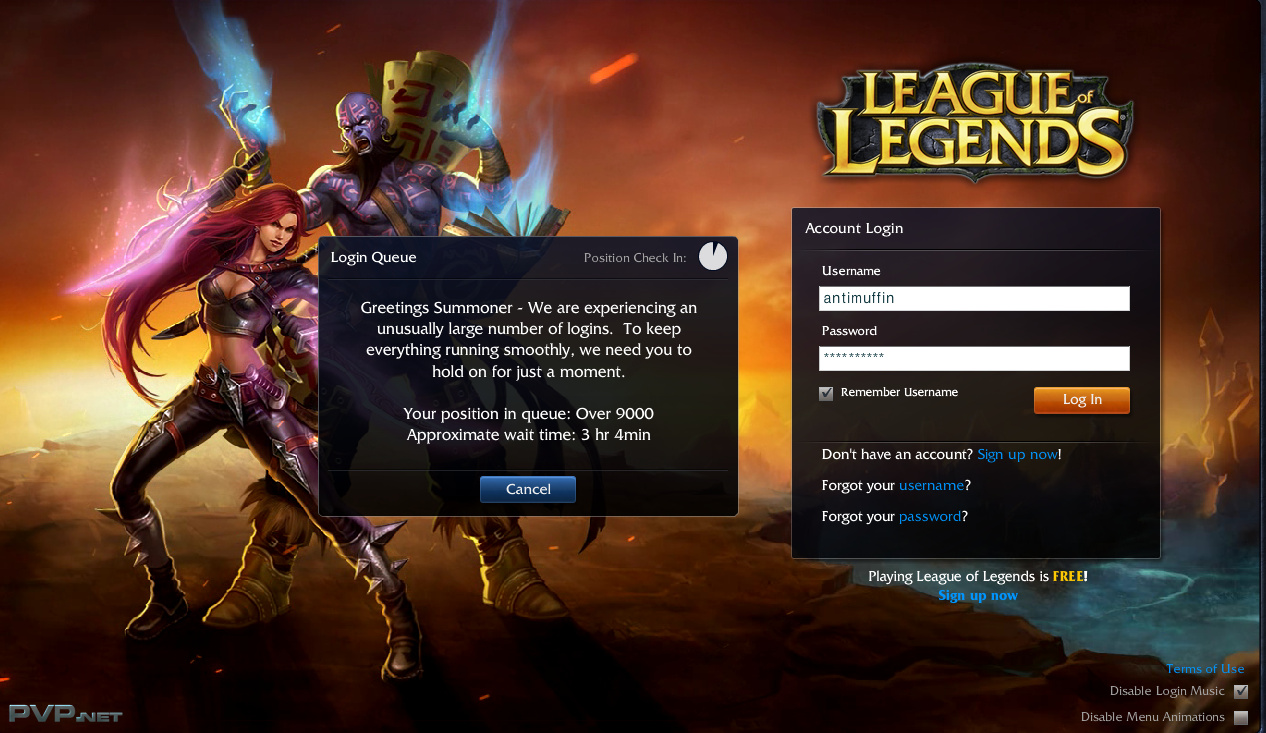 LEAGUE of
LEGENDS®
Account Login
Username
antimuffin
Password
**********
Remember Username
Log In
Don't have an account? Sign up now!
Forgot your username?
Forgot your password?
Playing League of Legends is FREE!
Sign up now
Login Queue
Position Check In:
Greetings Summoner - We are experiencing an
unusually large number of logins.  To keep
everything running smoothly, we need you to
hold on for just a moment.
Your position in queue: Over 9000
Approximate wait time: 3 hr 4min
Cancel
Terms of Use
Disable Login Music
Disable Menu Animations
PVP.NET